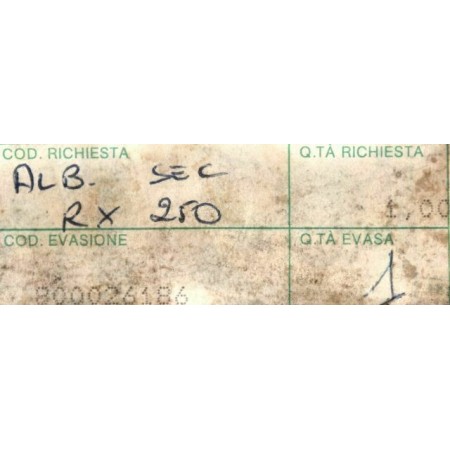 COD. RICHIESTA Q.TÀ RICHIESTA
ALB. SEC
RX 250
1,00
COD. EVASIONE Q.TÀ EVASA
800026186 1